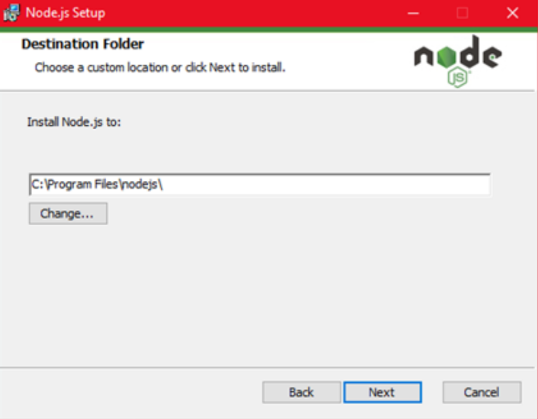 Node.js Setup
Destination Folder
Choose a custom location or click Next to install.
node
JS
Install Node.js to:
C:\Program Files\nodejs\
Change...
Back
Next
Cancel